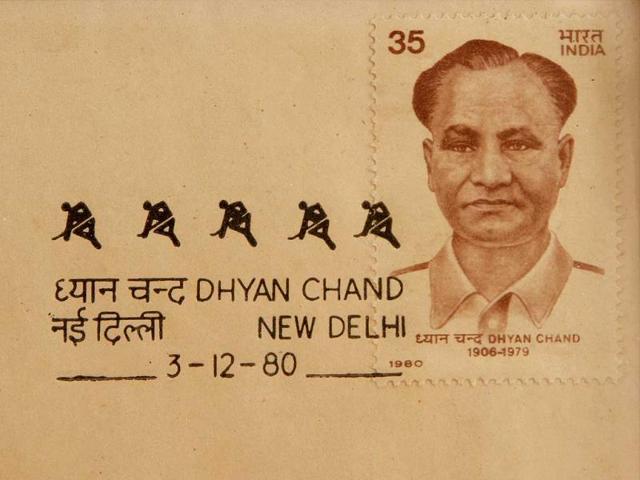 35
भारत
INDIA
ध्यान चन्द DHYAN CHAND
नई दिल्ली NEW DELHI
3-12-80
ध्यान चन्द DHYAN CHAND
1906-1979
1980